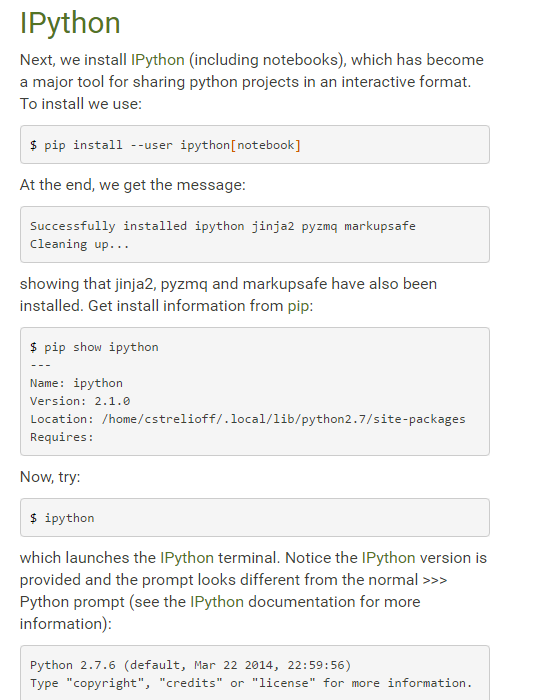 IPython
Next, we install IPython (including notebooks), which has become
a major tool for sharing python projects in an interactive format.
To install we use:
$ pip install --user ipython[notebook]
At the end, we get the message:
Successfully installed ipython jinja2 pyzmq markupsafe
Cleaning up...
showing that jinja2, pyzmq and markupsafe have also been
installed. Get install information from pip:
$ pip show ipython
---
Name: ipython
Version: 2.1.0
Location: /home/cstrelioff/.local/lib/python2.7/site-packages
Requires:
Now, try:
$ ipython
which launches the IPython terminal. Notice the IPython version is
provided and the prompt looks different from the normal >>>
Python prompt (see the IPython documentation for more
information):
Python 2.7.6 (default, Mar 22 2014, 22:59:56)
Type "copyright", "credits" or "license" for more information.